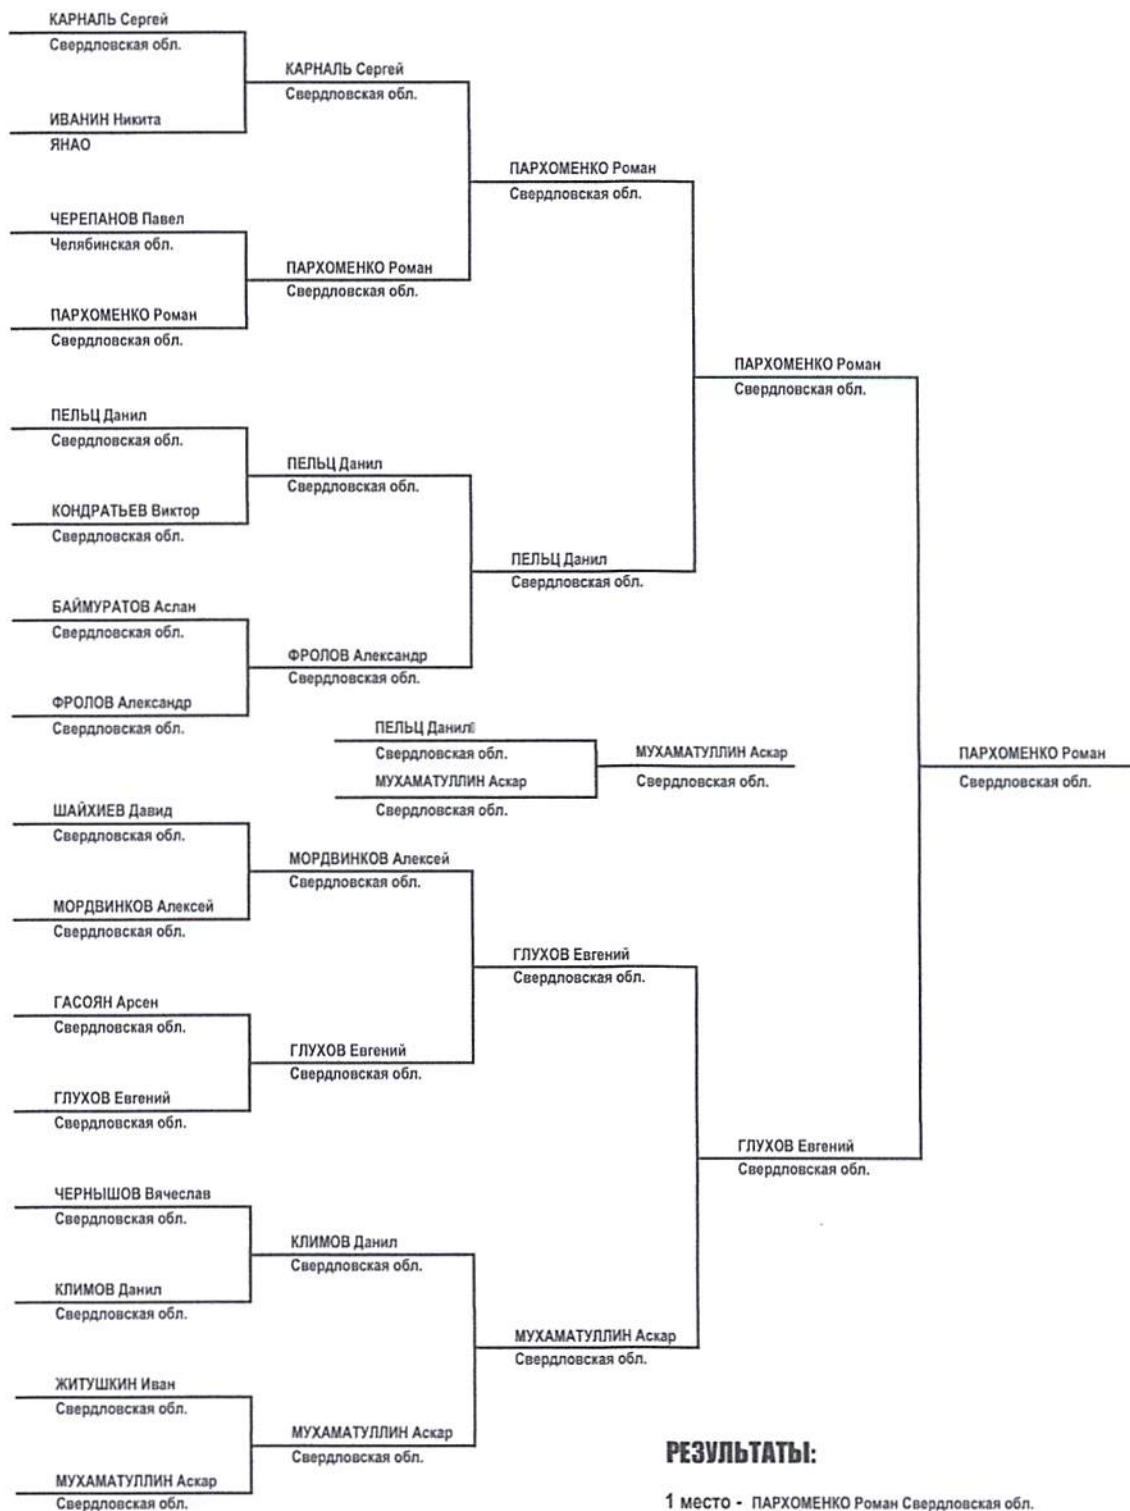 КАРНАЛЬ Сергей
Свердловская обл.
ИВАНИН Никита
ЯНАО
ЧЕРЕПАНОВ Павел
Челябинская обл.
ПАРХОМЕНКО Роман
Свердловская обл.
ПЕЛЬЦ Данил
Свердловская обл.
КОНДРАТЬЕВ Виктор
Свердловская обл.
БАЙМУРАТОВ Аслан
Свердловская обл.
ФРОЛОВ Александр
Свердловская обл.
ШАЙХИЕВ Давид
Свердловская обл.
МОРДВИНКОВ Алексей
Свердловская обл.
ГАСОЯН Арсен
Свердловская обл.
ГЛУХОВ Евгений
Свердловская обл.
ЧЕРНЫШОВ Вячеслав
Свердловская обл.
КЛИМОВ Данил
Свердловская обл.
ЖИТУШКИН Иван
Свердловская обл.
МУХАМАТУЛЛИН Аскар
Свердловская обл.
КАРНАЛЬ Сергей
Свердловская обл.
ПАРХОМЕНКО Роман
Свердловская обл.
ПЕЛЬЦ Данил
Свердловская обл.
ФРОЛОВ Александр
Свердловская обл.
МОРДВИНКОВ Алексей
Свердловская обл.
ГЛУХОВ Евгений
Свердловская обл.
КЛИМОВ Данил
Свердловская обл.
МУХАМАТУЛЛИН Аскар
Свердловская обл.
ПАРХОМЕНКО Роман
Свердловская обл.
ПЕЛЬЦ Данил
Свердловская обл.
ГЛУХОВ Евгений
Свердловская обл.
МУХАМАТУЛЛИН Аскар
Свердловская обл.
ПЕЛЬЦ Данил
Свердловская обл.
МУХАМАТУЛЛИН Аскар
Свердловская обл.
МУХАМАТУЛЛИН Аскар
Свердловская обл.
ПАРХОМЕНКО Роман
Свердловская обл.
ГЛУХОВ Евгений
Свердловская обл.
ПАРХОМЕНКО Роман
Свердловская обл.
РЕЗУЛЬТАТЫ:
1 место - ПАРХОМЕНКО Роман Свердловская обл.